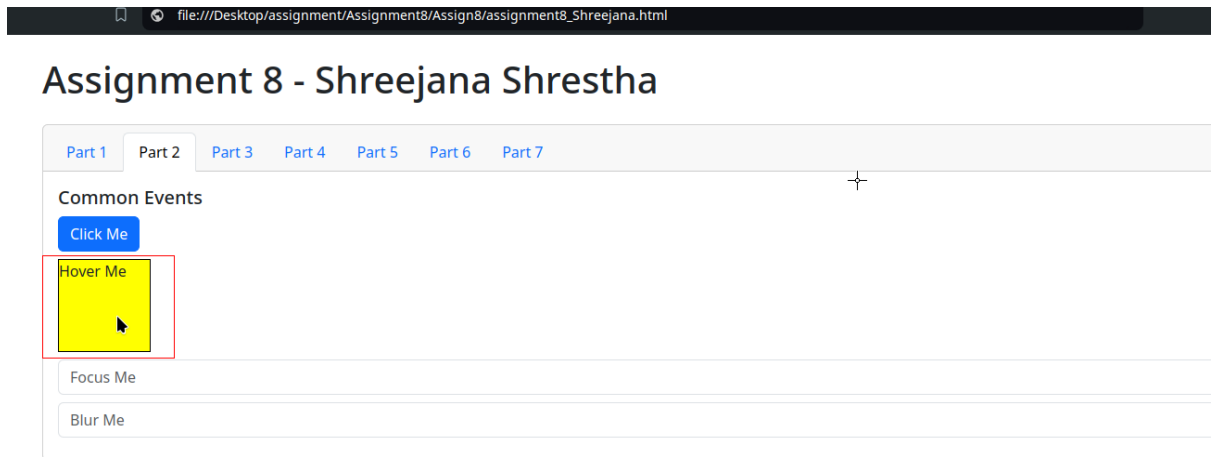 file:///Desktop/assignment/Assignment8/Assign8/assignment8_Shreejana.html
Assignment 8 - Shreejana Shrestha
Part 1 Part 2 Part 3 Part 4 Part 5 Part 6 Part 7
Common Events
Click Me
Hover Me
Focus Me
Blur Me